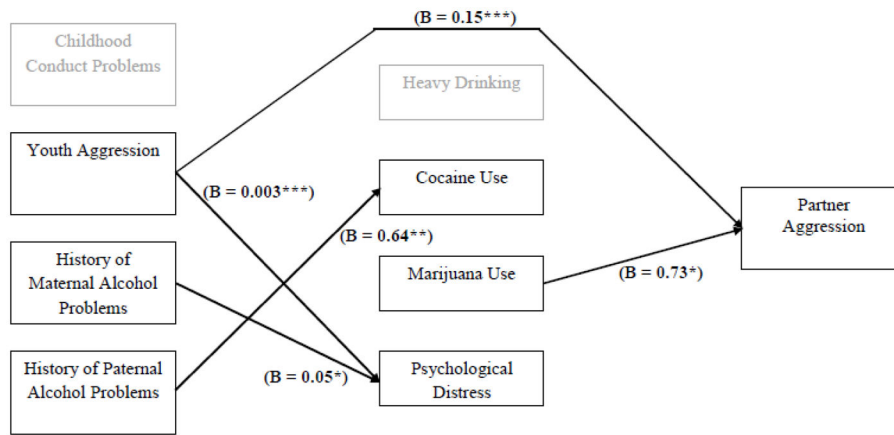 (B = 0.15***)
Childhood
Conduct Problems
Heavy Drinking
Youth Aggression
Cocaine Use
(B = 0.003***)
Partner
Aggression
(B = 0.64**)
History of
Maternal Alcohol
Problems
Marijuana Use
(B = 0.73*)
History of Paternal
Alcohol Problems
(B = 0.05*)
Psychological
Distress